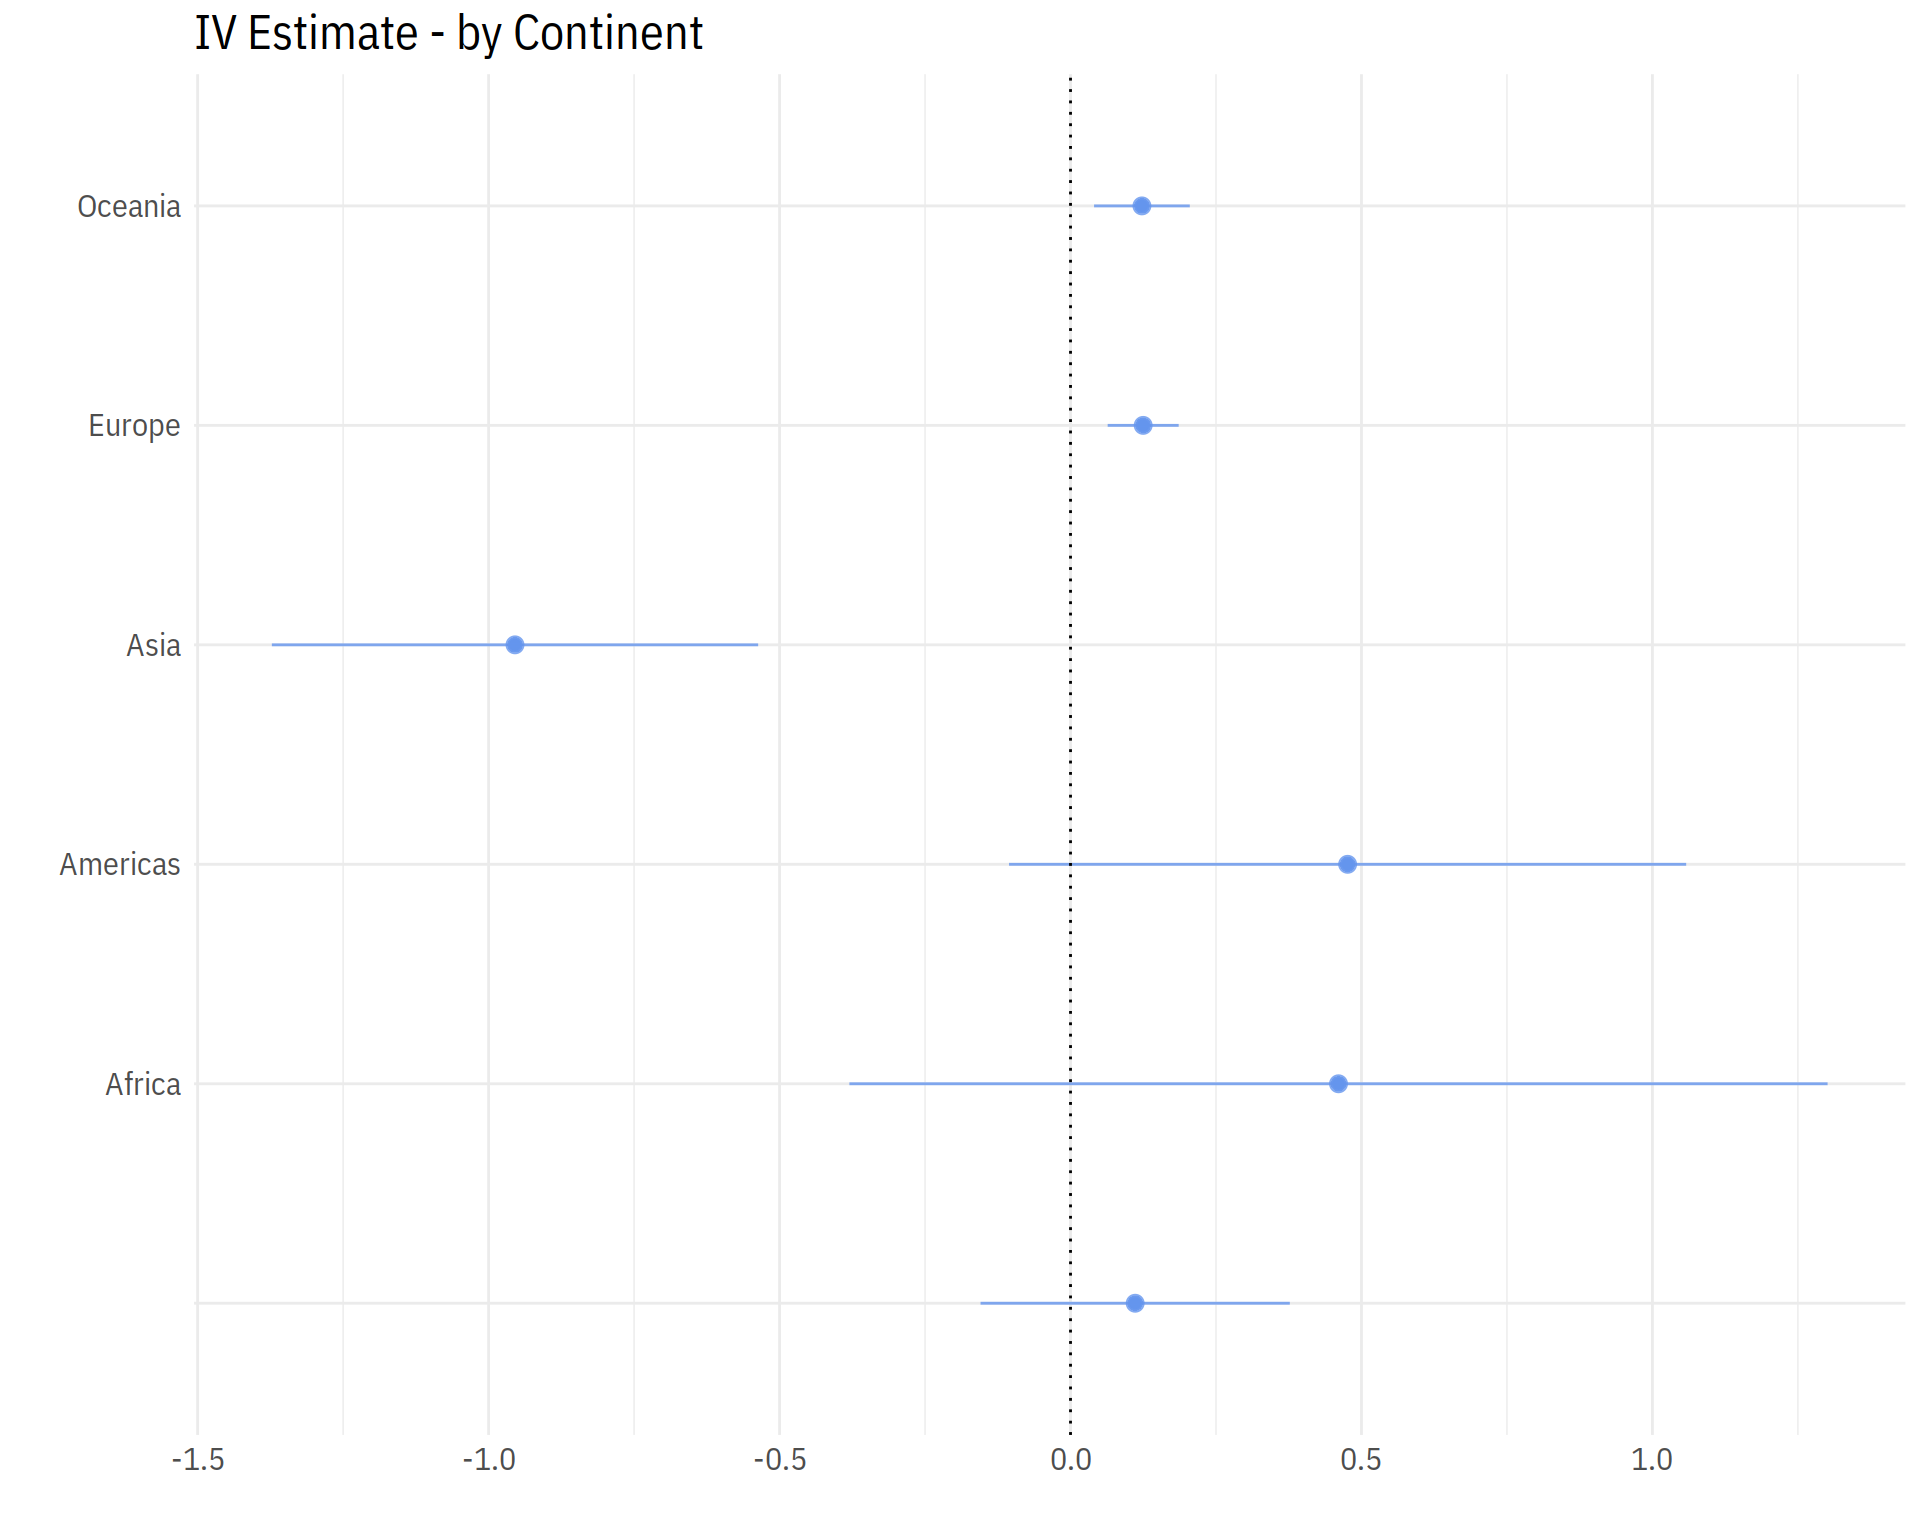 IV Estimate - by Continent
Oceania
Europe
Asia
Americas
Africa
-1.5 -1.0 -0.5 0.0 0.5 1.0